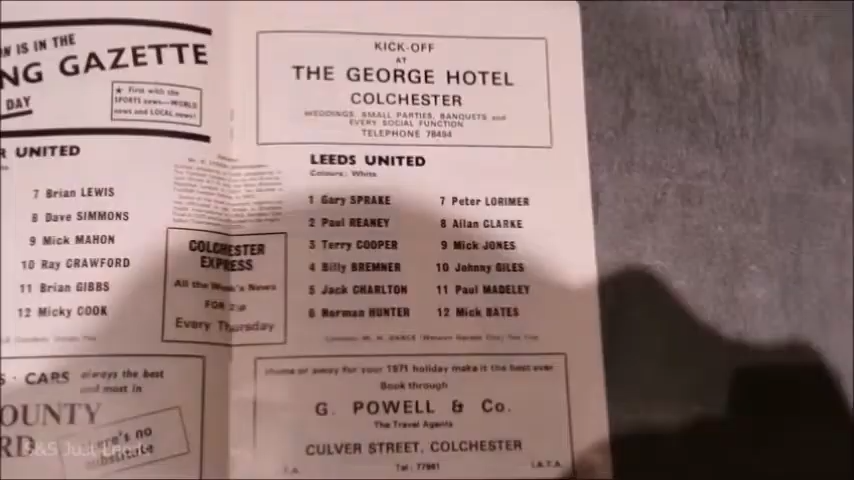 ON IS IN THE
NG GAZETTE
DAY
★ First with the
SPORTS news—WORLD
news and LOCAL news!
R UNITED
7 Brian LEWIS
8 Dave SIMMONS
9 Mick MAHON
10 Ray CRAWFORD
11 Brian GIBBS
12 Micky COOK
COLCHESTER
EXPRESS
All the Week's News
FOR
Every Thursday
S · CARS always the best
and most in
OUNTY
RD
there's no
substitute
S&S Just Leeds
KICK-OFF
AT
THE GEORGE HOTEL
COLCHESTER
WEDDINGS, SMALL PARTIES, BANQUETS and
EVERY SOCIAL FUNCTION
TELEPHONE 78494
LEEDS UNITED
Colours: White
1 Gary SPRAKE
2 Paul REANEY
3 Terry COOPER
4 Billy BREMNER
5 Jack CHARLTON
6 Norman HUNTER
7 Peter LORIMER
8 Allan CLARKE
9 Mick JONES
10 Johnny GILES
11 Paul MADELEY
12 Mick BATES
Home or away for your 1971 holiday make it the best ever
Book through
G. POWELL & Co.
The Travel Agents
CULVER STREET, COLCHESTER
Tel: 77981
I.A.T.A.